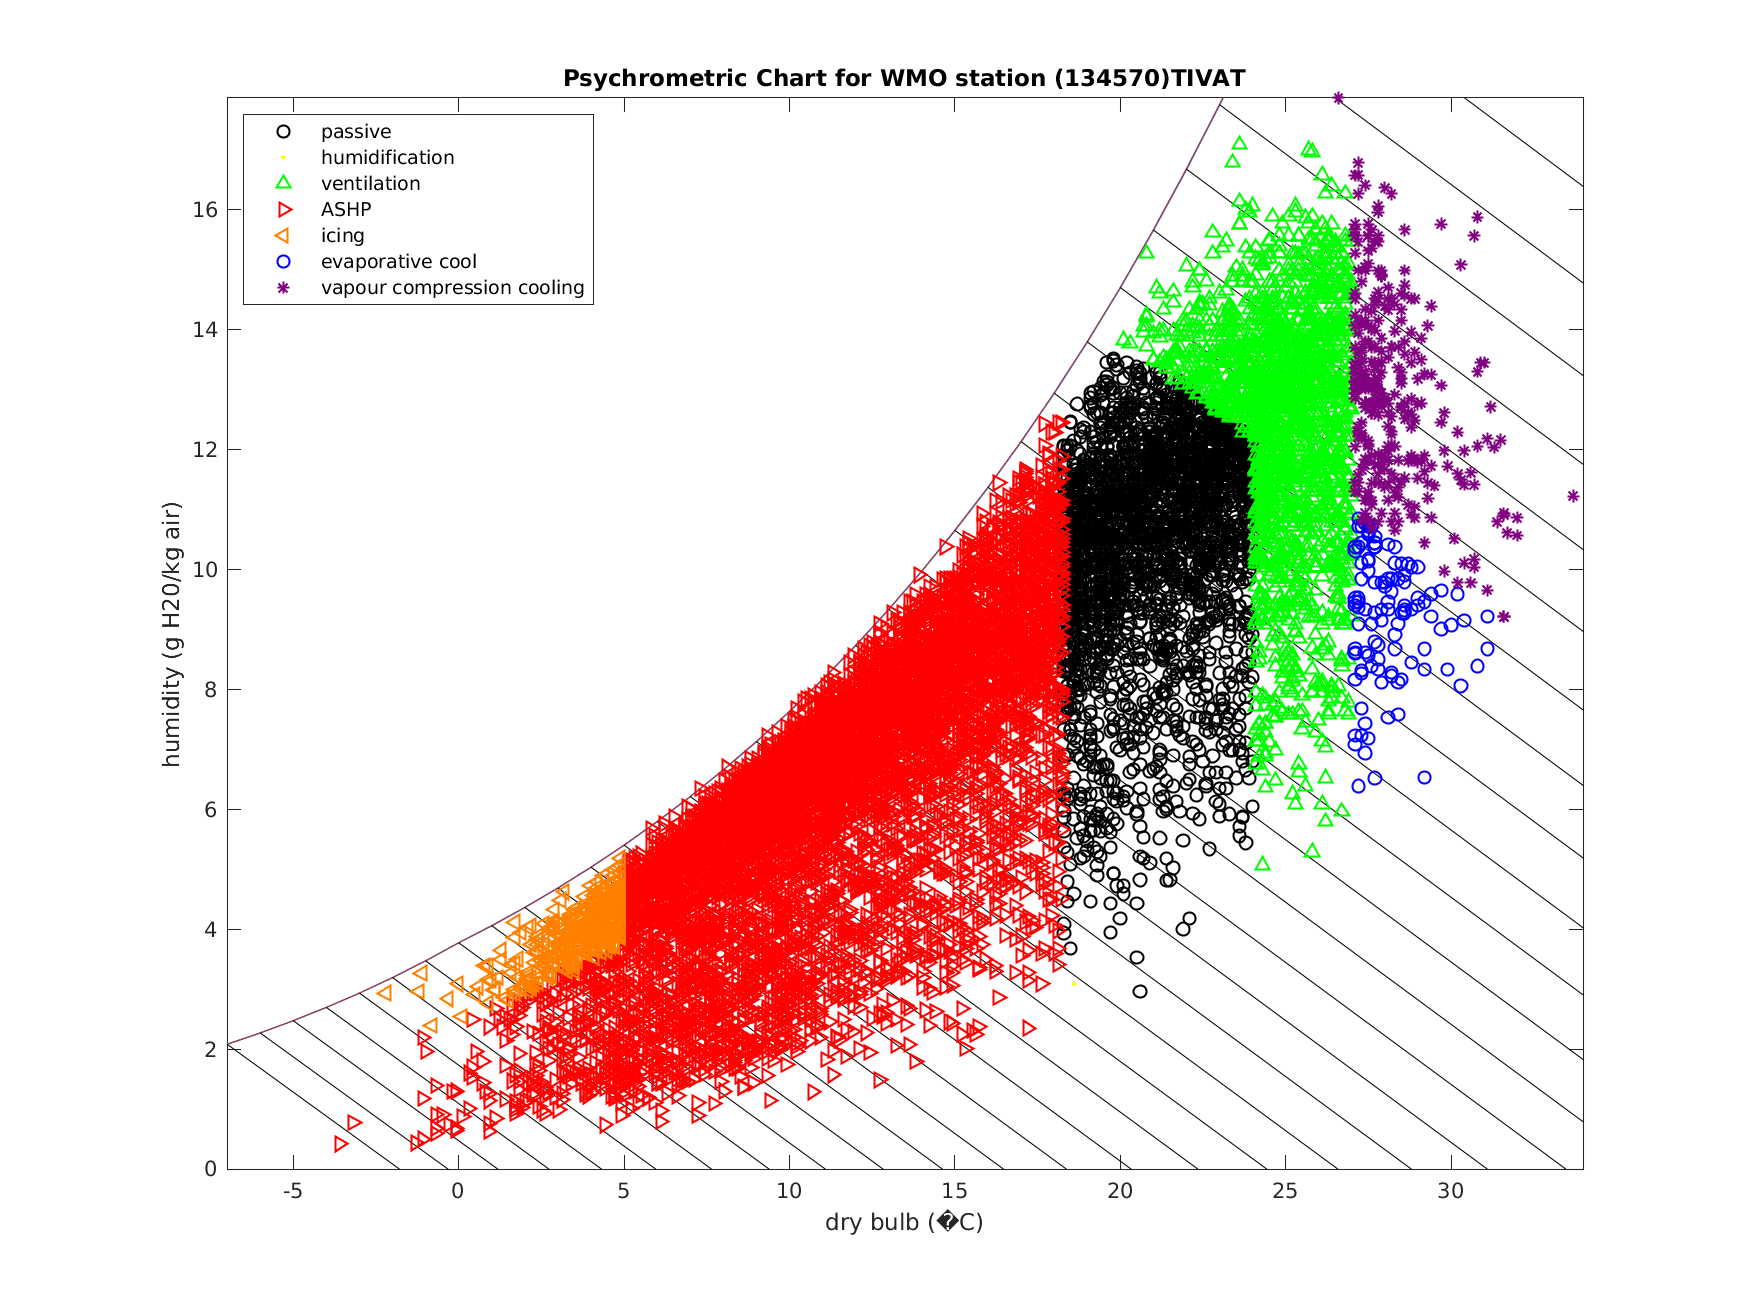 Psychrometric Chart for WMO station (134570)TIVAT
passive
humidification
ventilation
ASHP
icing
evaporative cool
vapour compression cooling
humidity (g H20/kg air)
16
14
12
10
8
6
4
2
0
-5
0
5
10
15
20
25
30
dry bulb (�C)